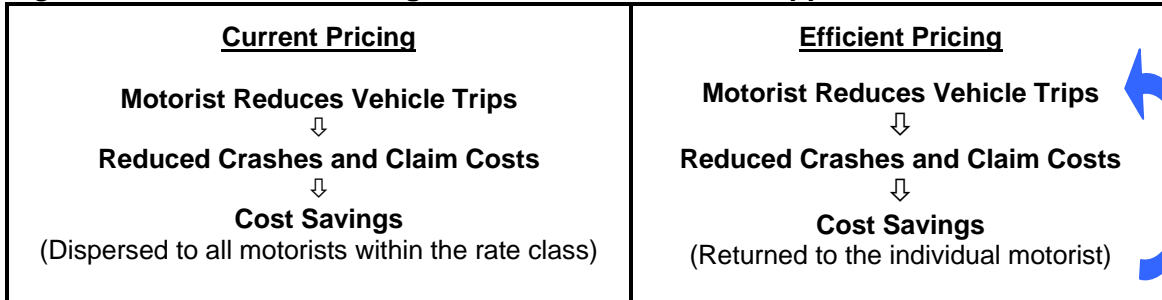 Current Pricing
Motorist Reduces Vehicle Trips
⇩
Reduced Crashes and Claim Costs
⇩
Cost Savings
(Dispersed to all motorists within the rate class)
Efficient Pricing
Motorist Reduces Vehicle Trips
⇩
Reduced Crashes and Claim Costs
⇩
Cost Savings
(Returned to the individual motorist)